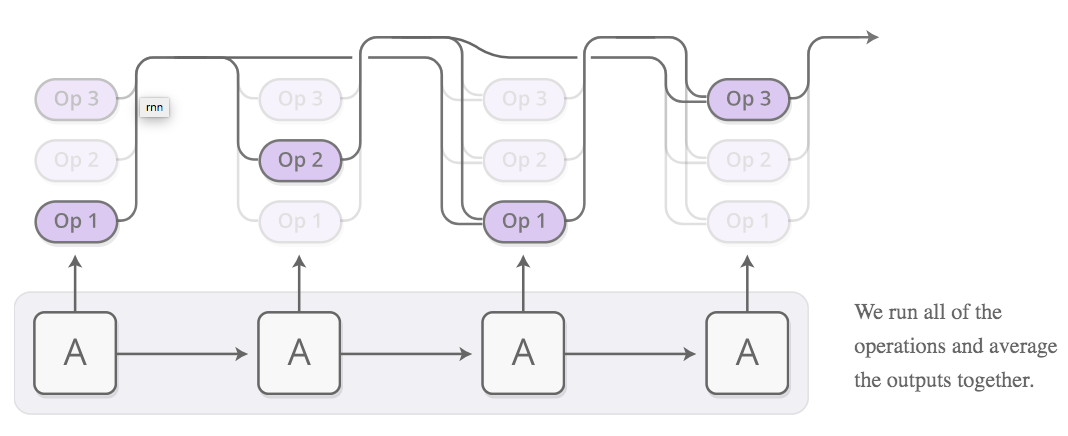 Op 3
Op 3
Op 3
Op 3
rnn
Op 2
Op 2
Op 2
Op 2
Op 1
Op 1
Op 1
Op 1
A
A
A
A
We run all of the
operations and average
the outputs together.